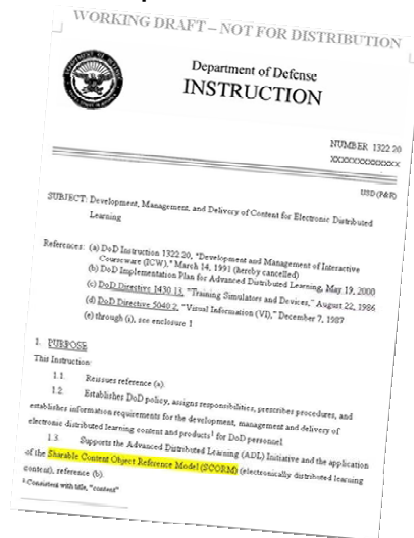 WORKING DRAFT – NOT FOR DISTRIBUTION
Department of Defense
INSTRUCTION
NUMBER 1322.20
XXXXXXXXXXXXX
USD(P&R)
SUBJECT: Development, Management, and Delivery of Content for Electronic Distributed
Learning
References: (a) DoD Instruction 1322.20, "Development and Management of Interactive
Courseware (ICW)," March 14, 1991 (hereby cancelled)
(b) DoD Implementation Plan for Advanced Distributed Learning, May 19, 2000
(c) DoD Directive 1430.13, "Training Simulators and Devices," August 22, 1986
(d) DoD Directive 5040.2, "Visual Information (VI)," December 7, 1987
(e) through (i), see enclosure 1
1. PURPOSE
This Instruction:
1.1. Reissues reference (a).
1.2. Establishes DoD policy, assigns responsibilities, prescribes procedures, and
establishes information requirements for the development, management and delivery of
electronic distributed learning content and products¹ for DoD personnel.
1.3. Supports the Advanced Distributed Learning (ADL) Initiative and the application
of the Sharable Content Object Reference Model (SCORM) (electronically distributed learning
content), reference (b).
¹ Consistent with title, "content"